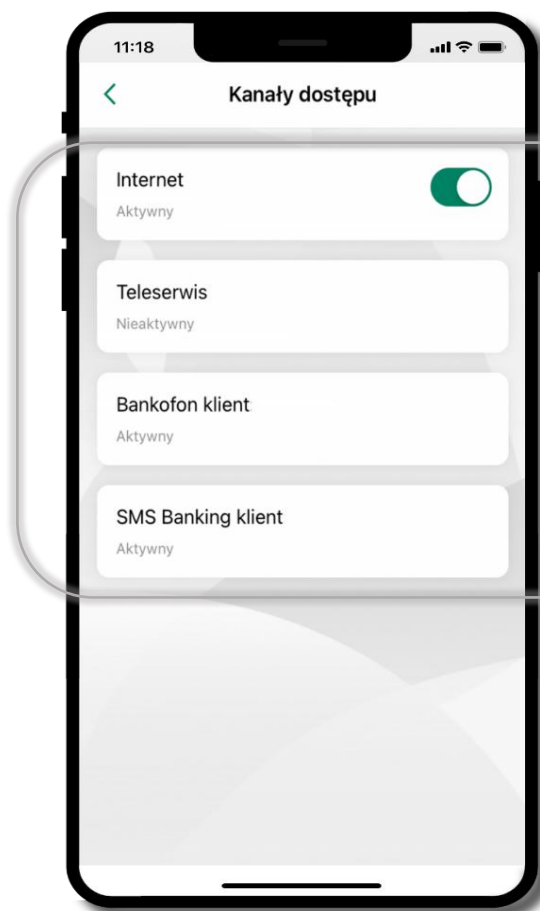 11:18
Kanały dostępu
Internet
Aktywny
Teleserwis
Nieaktywny
Bankofon klient
Aktywny
SMS Banking klient
Aktywny